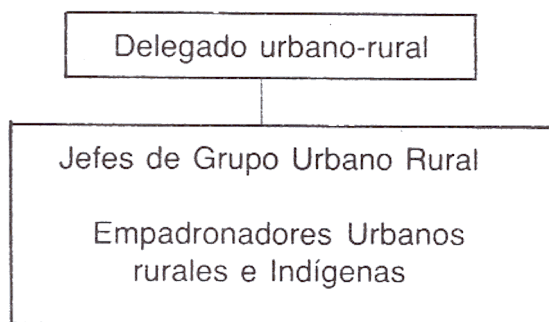 Delegado urbano-rural
Jefes de Grupo Urbano Rural
Empadronadores Urbanos
rurales e Indígenas